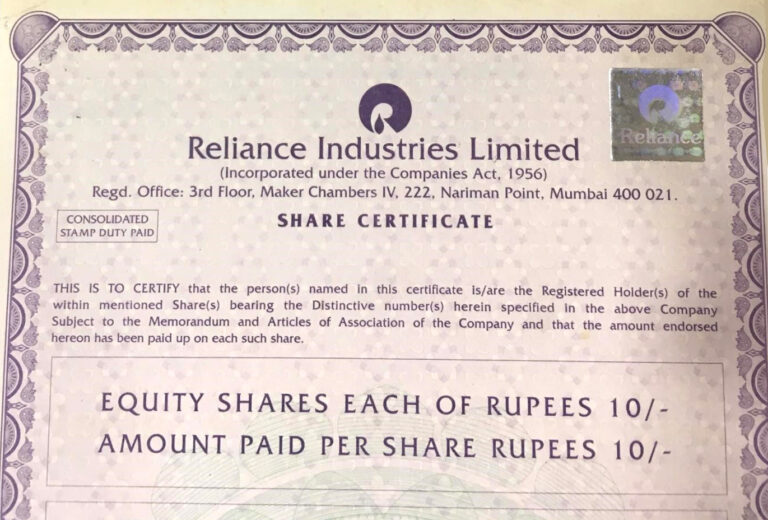 Reliance
Reliance Industries Limited
(Incorporated under the Companies Act, 1956)
Regd. Office: 3rd Floor, Maker Chambers IV, 222, Nariman Point, Mumbai 400 021.
CONSOLIDATED
STAMP DUTY PAID
SHARE CERTIFICATE
THIS IS TO CERTIFY that the person(s) named in this certificate is/are the Registered Holder(s) of the
within mentioned Share(s) bearing the Distinctive number(s) herein specified in the above Company
Subject to the Memorandum and Articles of Association of the Company and that the amount endorsed
hereon has been paid up on each such share.
EQUITY SHARES EACH OF RUPEES 10/-
AMOUNT PAID PER SHARE RUPEES 10/-